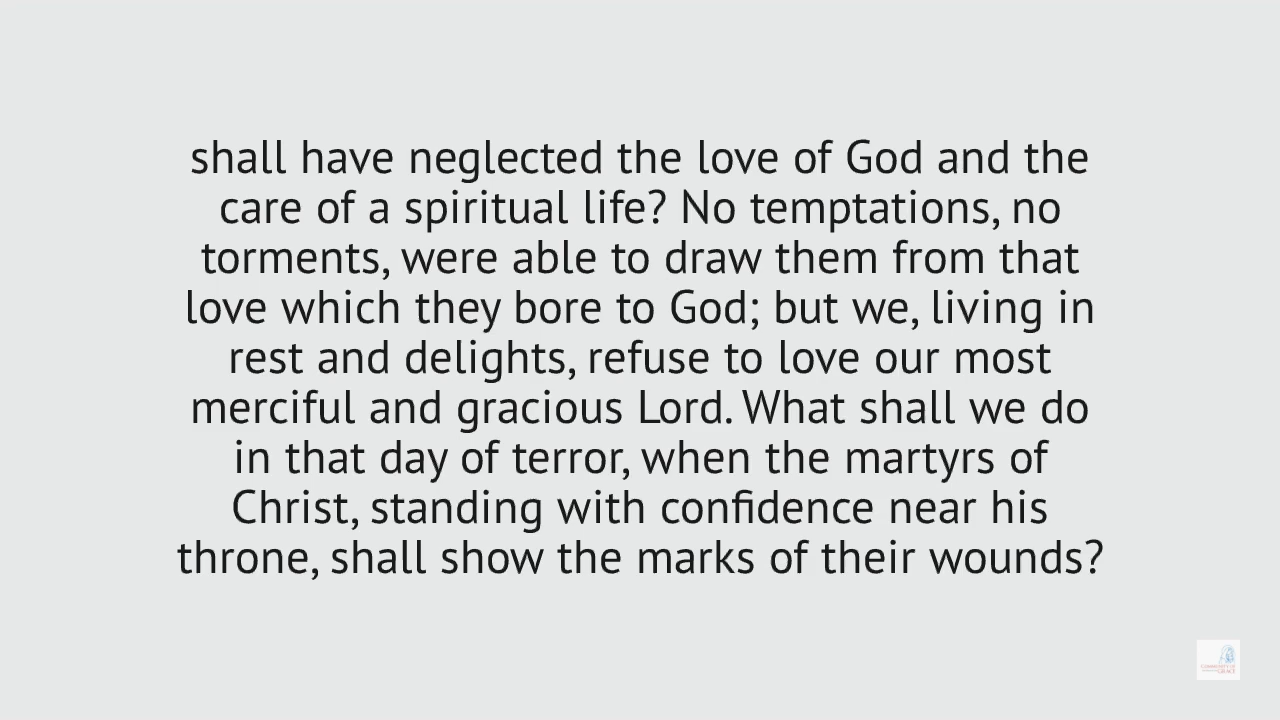 shall have neglected the love of God and the
care of a spiritual life? No temptations, no
torments, were able to draw them from that
love which they bore to God; but we, living in
rest and delights, refuse to love our most
merciful and gracious Lord. What shall we do
in that day of terror, when the martyrs of
Christ, standing with confidence near his
throne, shall show the marks of their wounds?
COMMUNITY OF
GRACE